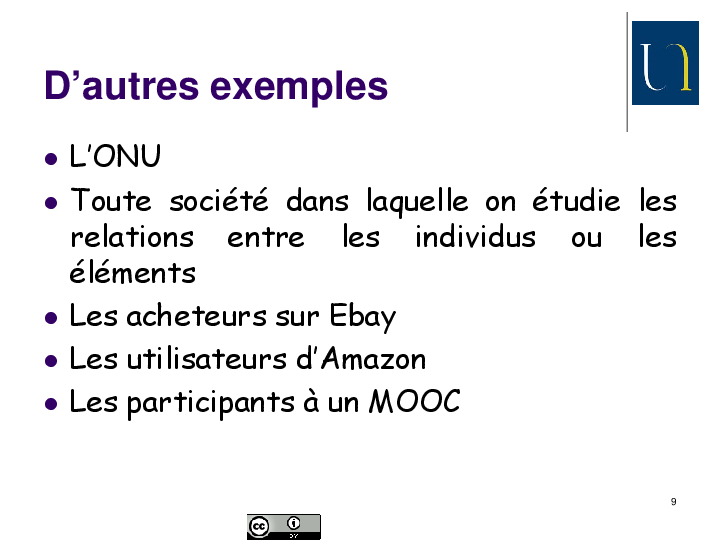 D’autres exemples
● L’ONU
● Toute société dans laquelle on étudie les
relations entre les individus ou les
éléments
● Les acheteurs sur Ebay
● Les utilisateurs d’Amazon
● Les participants à un MOOC
9
cc
BY